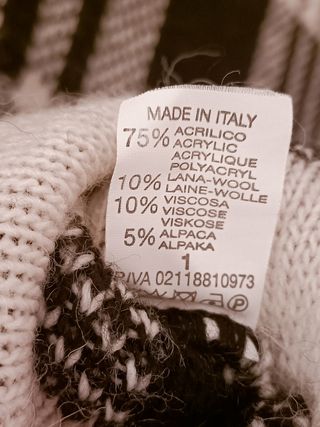 MADE IN ITALY
75% ACRILICO
ACRYLIC
ACRYLIQUE
POLYACRYL
10% LANA-WOOL
LAINE-WOLLE
10% VISCOSA
VISCOSE
VISKOSE
5% ALPACA
ALPAKA
1
P.IVA 02118810973